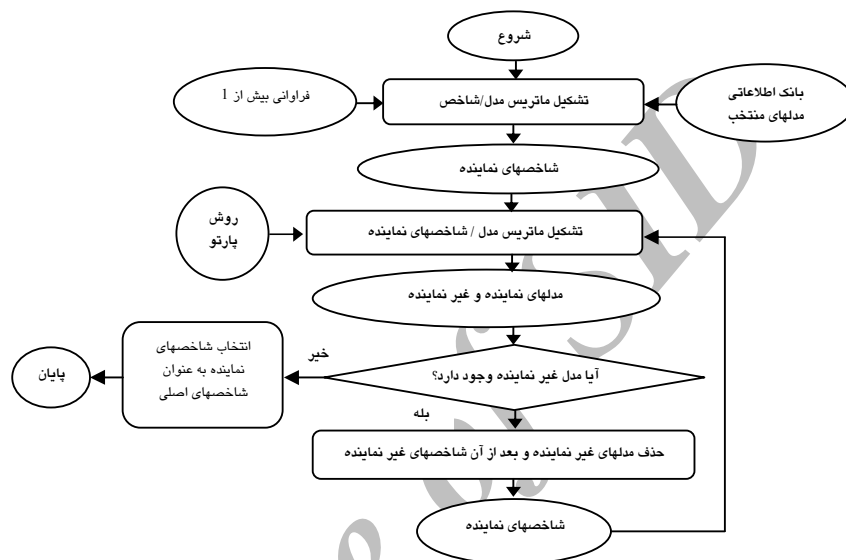 شروع
فراوانی بیش از 1
تشکیل ماتریس مدل/شاخص
بانک اطلاعاتی
مدلهای منتخب
شاخصهای نماینده
روش
پارتو
تشکیل ماتریس مدل / شاخصهای نماینده
مدلهای نماینده و غیر نماینده
آیا مدل غیر نماینده وجود دارد؟
خیر
انتخاب شاخصهای
نماینده به عنوان
شاخصهای اصلی
پایان
بله
حذف مدلهای غیر نماینده و بعد از آن شاخصهای غیر نماینده
شاخصهای نماینده
e of SID